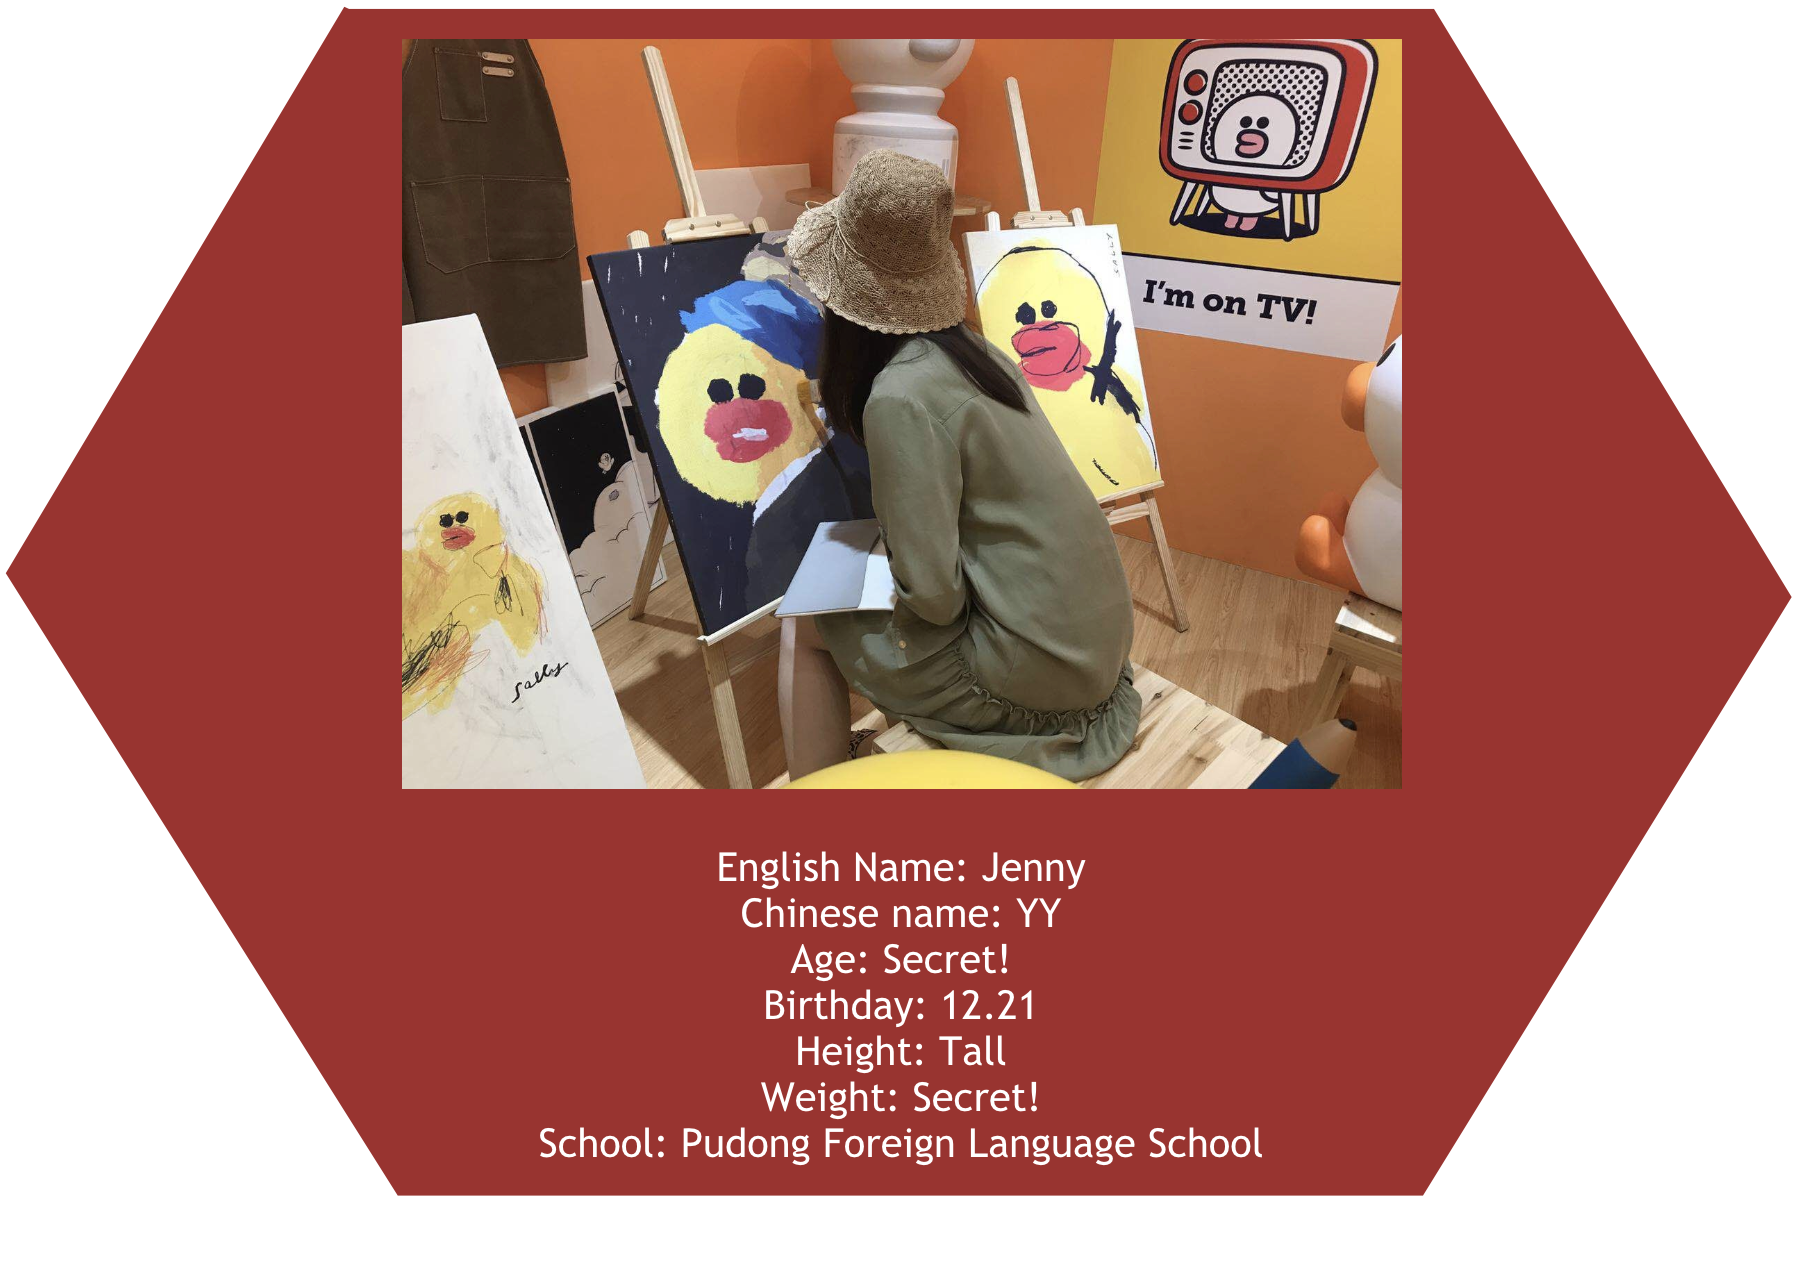 I'm on TV!
Sally
English Name: Jenny
Chinese name: YY
Age: Secret!
Birthday: 12.21
Height: Tall
Weight: Secret!
School: Pudong Foreign Language School